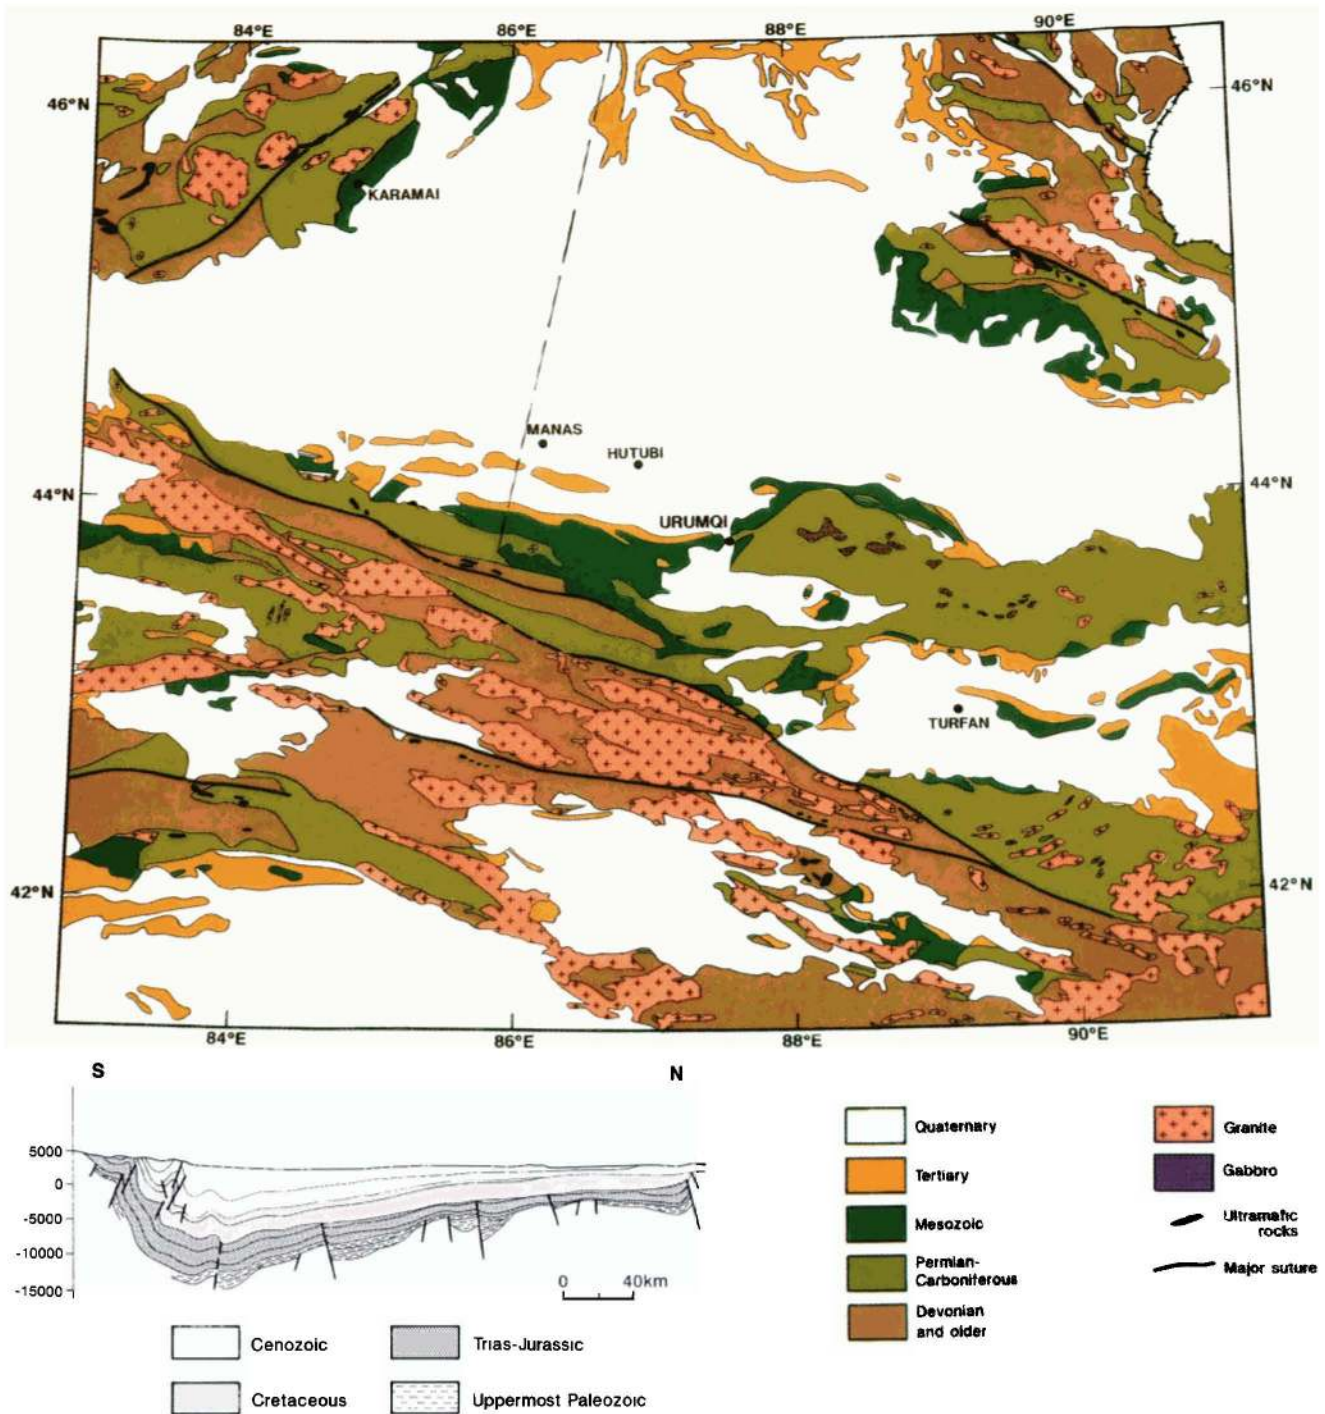 84°E
86°E
88°E
90°E
46°N
46°N
KARAMAI
MANAS
HUTUBI
44°N
44°N
URUMQI
TURFAN
42°N
42°N
84°E
86°E
88°E
90°E
S
N
5000
0
-5000
-10000
-15000
0
40km
Cenozoic
Trias-Jurassic
Cretaceous
Uppermost Paleozoic
Quaternary
Tertiary
Mesozoic
Permian-
Carboniferous
Devonian
and older
Granite
Gabbro
Ultramafic
rocks
Major suture